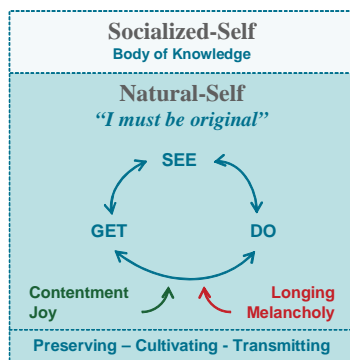 Socialized-Self
Body of Knowledge
Natural-Self
“I must be original”
SEE
GET
DO
Contentment
Joy
Longing
Melancholy
Preserving – Cultivating - Transmitting